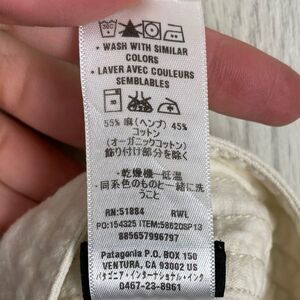 30C
• WASH WITH SIMILAR
COLORS
• LAVER AVEC COULEURS
SEMBLABLES
55% 麻(ヘンプ) 45%
コットン
(オーガニックコットン)
飾り付け部分を除く
・乾燥機-低温
・同系色のものと一緒に洗
うこと
RN:51884 RWL
PO:154325 ITEM:58620SP13
885657996797
Patagonia P.O. BOX 150
VENTURA, CA 93002 US
パタゴニア・インターナショナル・インク
0467-23-8961